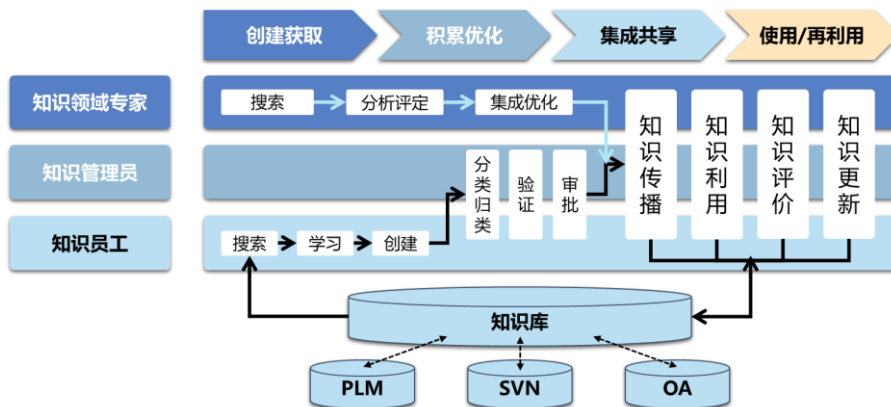 创建获取
积累优化
集成共享
使用/再利用
知识领域专家
搜索
分析评定
集成优化
知识管理员
分类归类
验证
审批
知识传播
知识利用
知识评价
知识更新
知识员工
搜索
学习
创建
知识库
PLM
SVN
OA